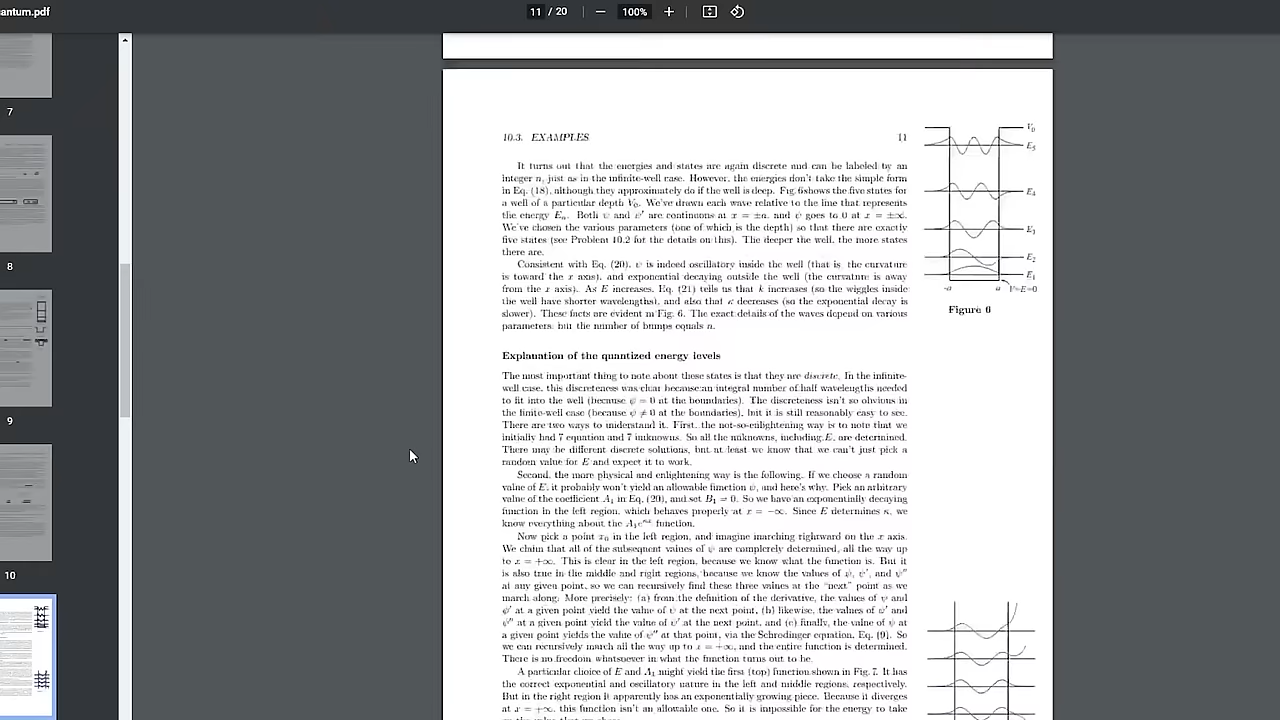 antum.pdf
11 / 20
100%
7
8
9
10
10.3. EXAMPLES 11
It turns out that the energies and states are again discrete and can be labeled by an
integer n, just as in the infinite-well case. However, the energies don't take the simple form
in Eq. (18), although they approximately do if the well is deep. Fig. 6shows the five states for
a well of a particular depth V₀. We've drawn each wave relative to the line that represents
the energy Eₙ. Both ψ and ψ′ are continuous at x = ±a, and ψ goes to 0 at x = ±∞.
We've chosen the various parameters (one of which is the depth) so that there are exactly
five states (see Problem 10.2 for the details on this). The deeper the well, the more states
there are.
Consistent with Eq. (20), ψ is indeed oscillatory inside the well (that is, the curvature
is toward the x axis), and exponential decaying outside the well (the curvature is away
from the x axis). As E increases, Eq. (21) tells us that k increases (so the wiggles inside
the well have shorter wavelengths), and also that κ decreases (so the exponential decay is
slower). These facts are evident in Fig. 6. The exact details of the waves depend on various
parameters, but the number of bumps equals n.
V₀
E₅
E₄
E₃
E₂
E₁
-a a V=E=0
Figure 6
Explanation of the quantized energy levels
The most important thing to note about these states is that they are discrete. In the infinite-
well case, this discreteness was clear because an integral number of half wavelengths needed
to fit into the well (because ψ = 0 at the boundaries). The discreteness isn't so obvious in
the finite-well case (because ψ ≠ 0 at the boundaries), but it is still reasonably easy to see.
There are two ways to understand it. First, the not-so-enlightening way is to note that we
initially had 7 equation and 7 unknowns. So all the unknowns, including E, are determined.
There may be different discrete solutions, but at least we know that we can't just pick a
random value for E and expect it to work.
Second, the more physical and enlightening way is the following. If we choose a random
value of E, it probably won't yield an allowable function ψ, and here's why. Pick an arbitrary
value of the coefficient A₁ in Eq. (20), and set B₁ = 0. So we have an exponentially decaying
function in the left region, which behaves properly at x = −∞. Since E determines κ, we
know everything about the A₁e^κx function.
Now pick a point x₀ in the left region, and imagine marching rightward on the x axis.
We claim that all of the subsequent values of ψ are completely determined, all the way up
to x = +∞. This is clear in the left region, because we know what the function is. But it
is also true in the middle and right regions, because we know the values of ψ, ψ′, and ψ″
at any given point, so we can recursively find these three values at the "next" point as we
march along. More precisely: (a) from the definition of the derivative, the values of ψ and
ψ′ at a given point yield the value of ψ at the next point, (b) likewise, the values of ψ′ and
ψ″ at a given point yield the value of ψ′ at the next point, and (c) finally, the value of ψ at
a given point yields the value of ψ″ at that point, via the Schrodinger equation, Eq. (9). So
we can recursively march all the way up to x = +∞, and the entire function is determined.
There is no freedom whatsoever in what the function turns out to be.
A particular choice of E and A₁ might yield the first (top) function shown in Fig. 7. It has
the correct exponential and oscillatory nature in the left and middle regions, respectively.
But in the right region it apparently has an exponentially growing piece. Because it diverges
at x = +∞, this function isn't an allowable one. So it is impossible for the energy to take